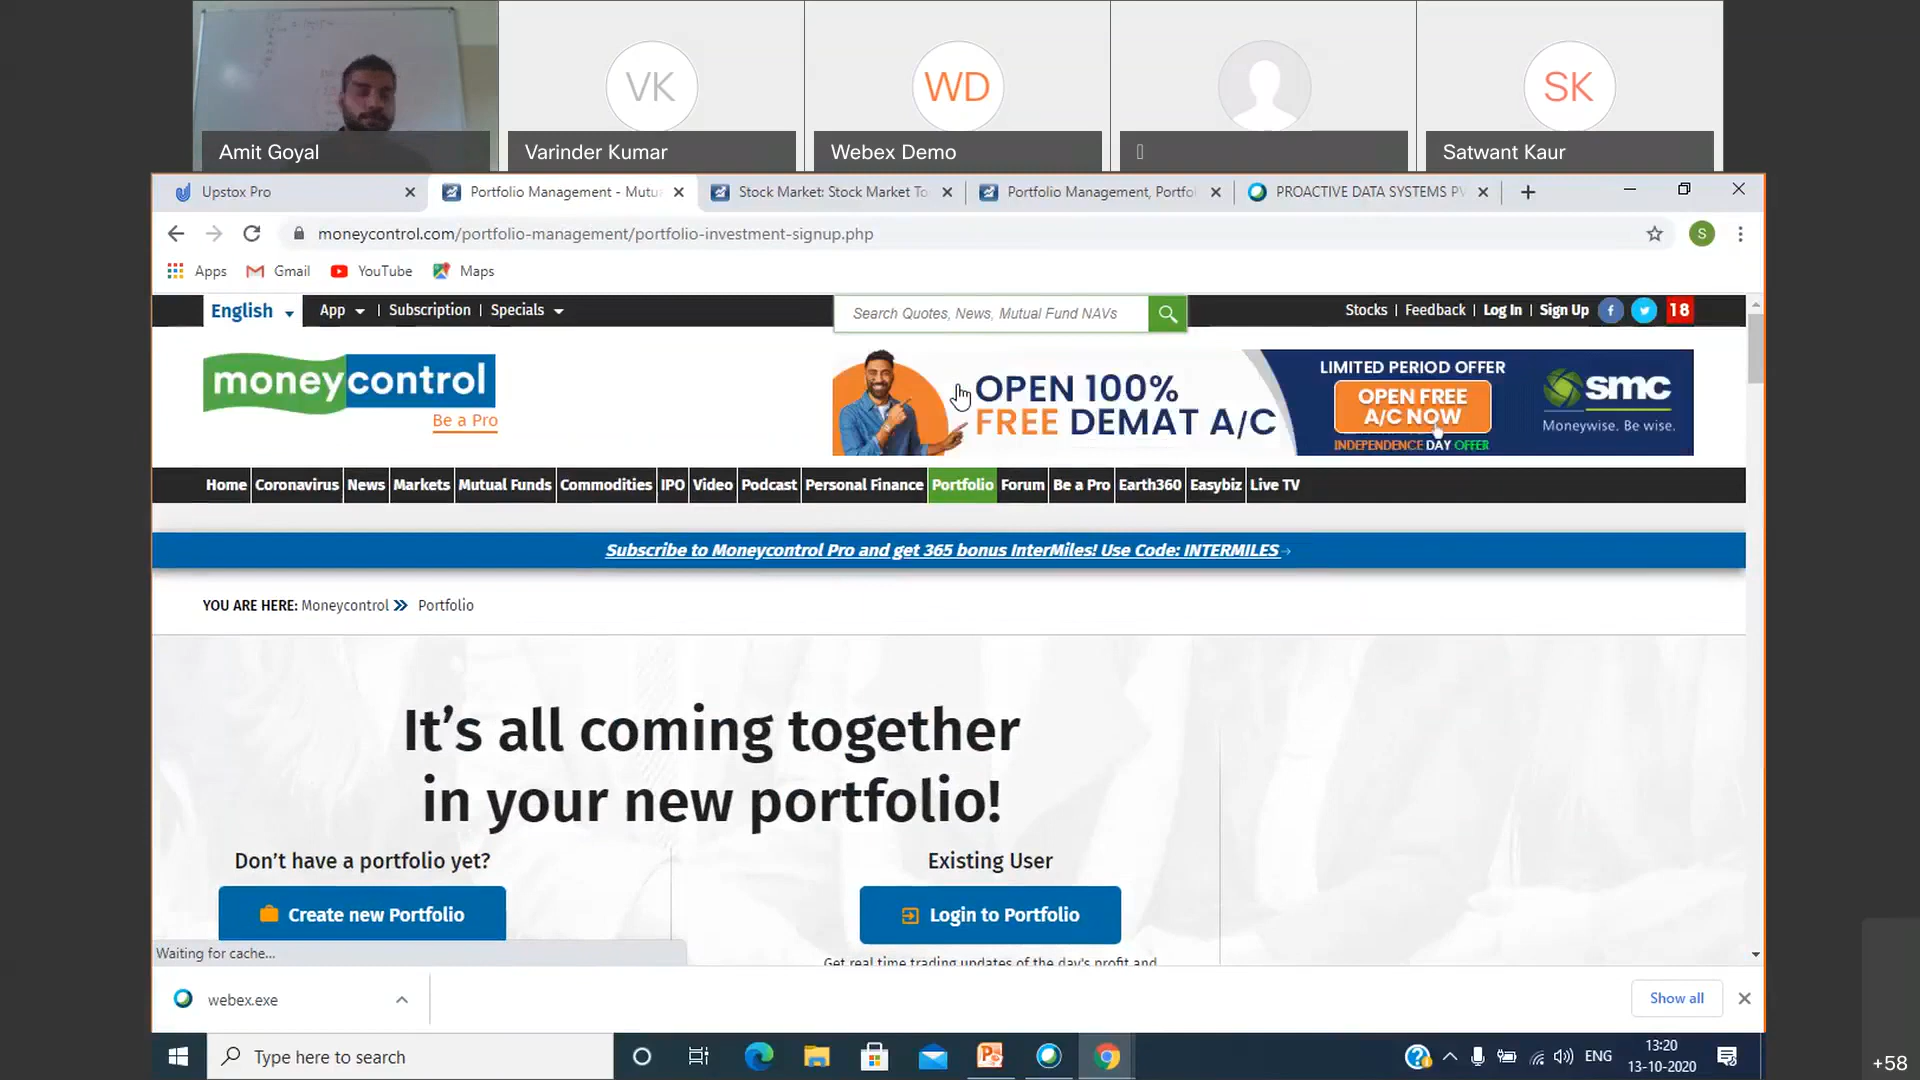 VK
WD
SK
Amit Goyal
Varinder Kumar
Webex Demo
Satwant Kaur
Upstox Pro
Portfolio Management - Mutu
Stock Market: Stock Market To
Portfolio Management, Portfo
PROACTIVE DATA SYSTEMS PV
moneycontrol.com/portfolio-management/portfolio-investment-signup.php
S
Apps
Gmail
YouTube
Maps
English
App | Subscription | Specials
Search Quotes, News, Mutual Fund NAVs
Stocks | Feedback | Log In | Sign Up
f
18
moneycontrol
Be a Pro
OPEN 100%
FREE DEMAT A/C
LIMITED PERIOD OFFER
OPEN FREE
A/C NOW
INDEPENDENCE DAY OFFER
smc
Moneywise. Be wise.
Home Coronavirus News Markets Mutual Funds Commodities IPO Video Podcast Personal Finance Portfolio Forum Be a Pro Earth360 Easybiz Live TV
Subscribe to Moneycontrol Pro and get 365 bonus InterMiles! Use Code: INTERMILES→
YOU ARE HERE: Moneycontrol Portfolio
It's all coming together
in your new portfolio!
Don't have a portfolio yet?
Existing User
Create new Portfolio
Login to Portfolio
Waiting for cache...
Get real time trading updates of the day's profit and
webex.exe
Show all
Type here to search
ENG
13:20
13-10-2020
+58